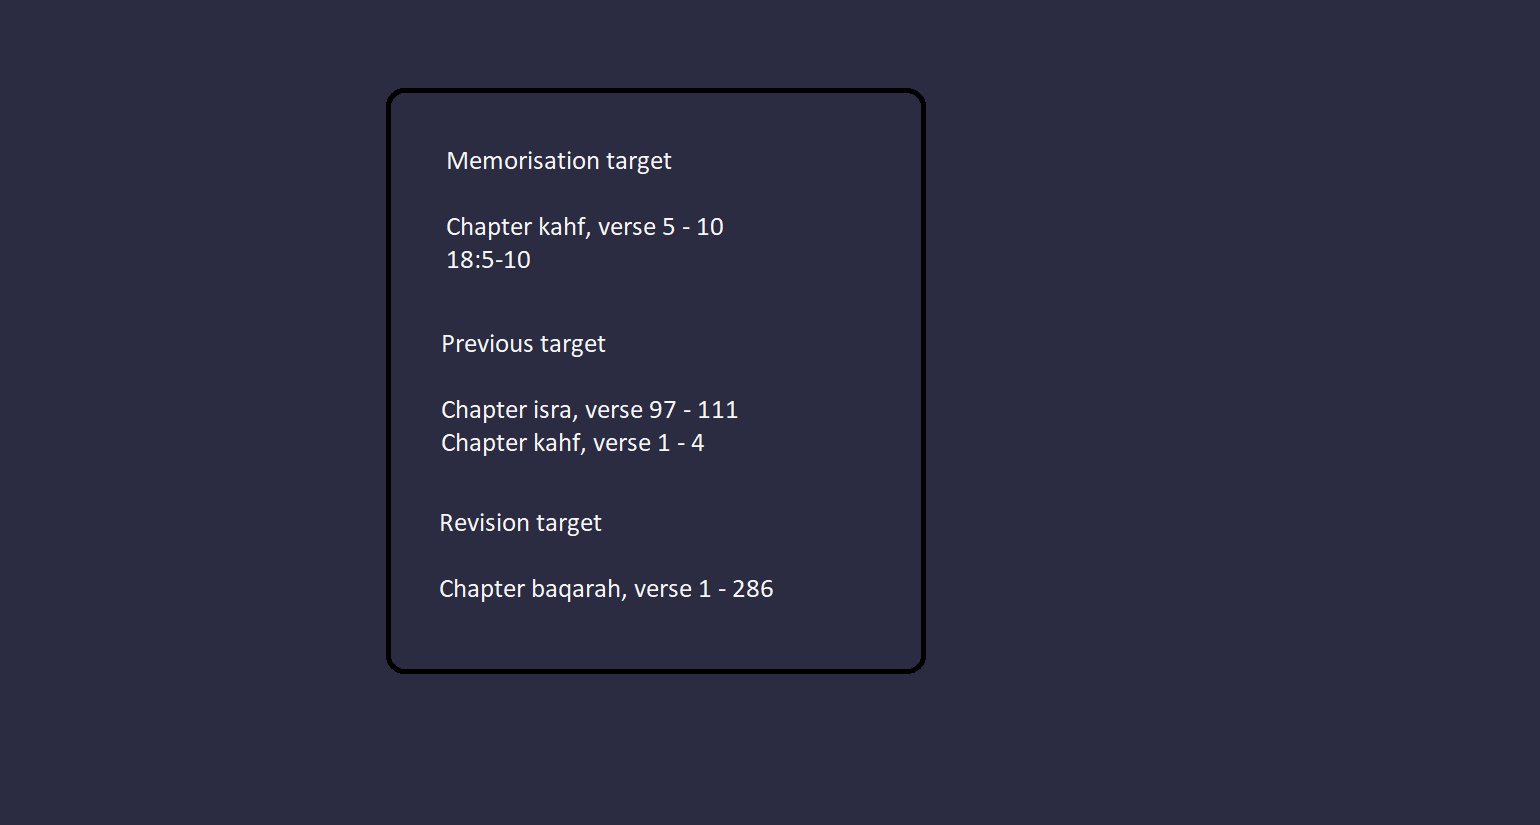 Memorisation target
Chapter kahf, verse 5 - 10
18:5-10
Previous target
Chapter isra, verse 97 - 111
Chapter kahf, verse 1 - 4
Revision target
Chapter baqarah, verse 1 - 286